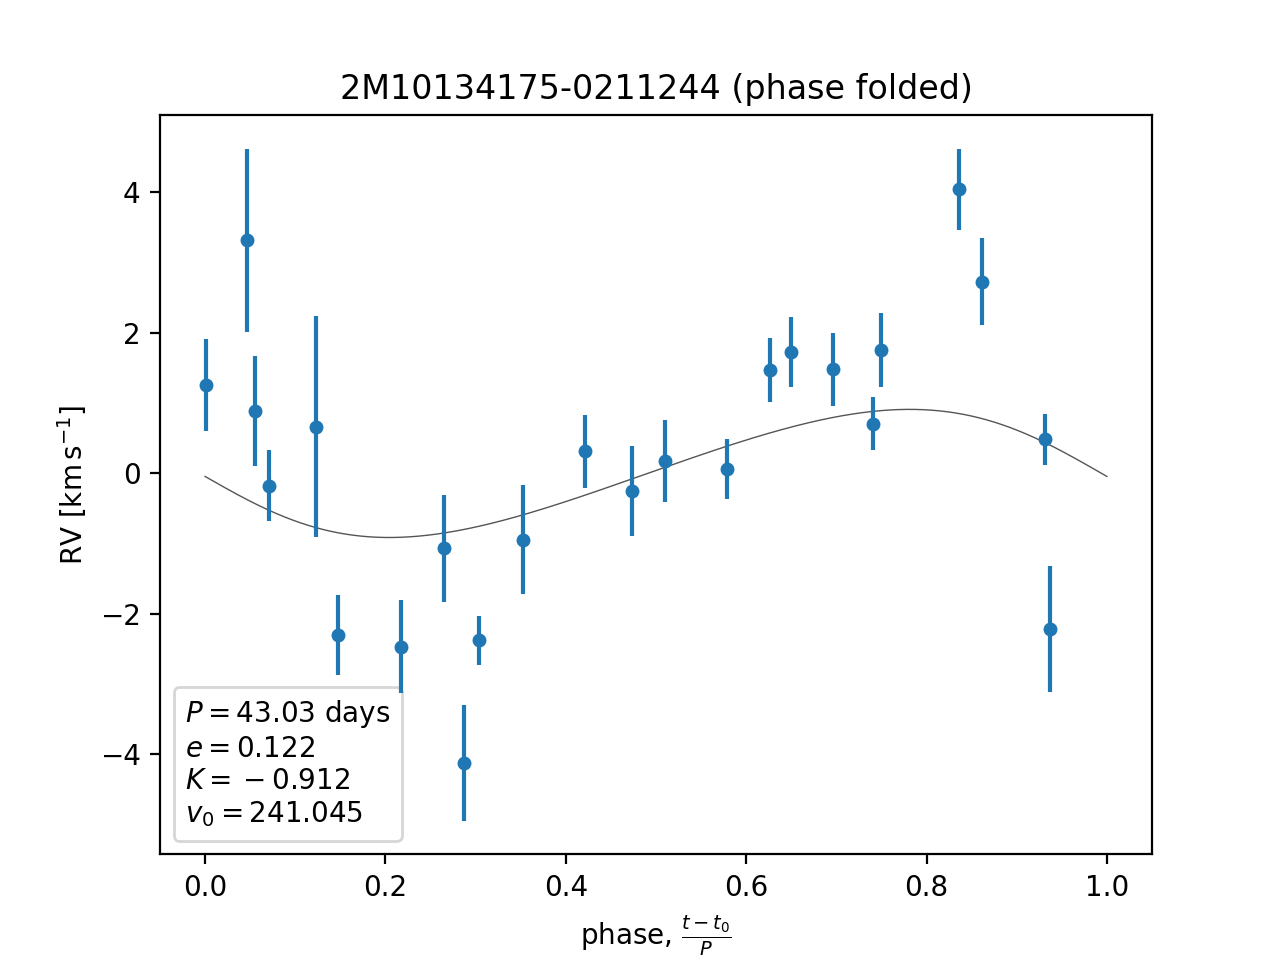 2M10134175-0211244 (phase folded)
RV [km s⁻¹]
4
2
0
−2
−4
P = 43.03 days
e = 0.122
K = −0.912
v₀ = 241.045
0.0 0.2 0.4 0.6 0.8 1.0
phase, (t − t₀)/P